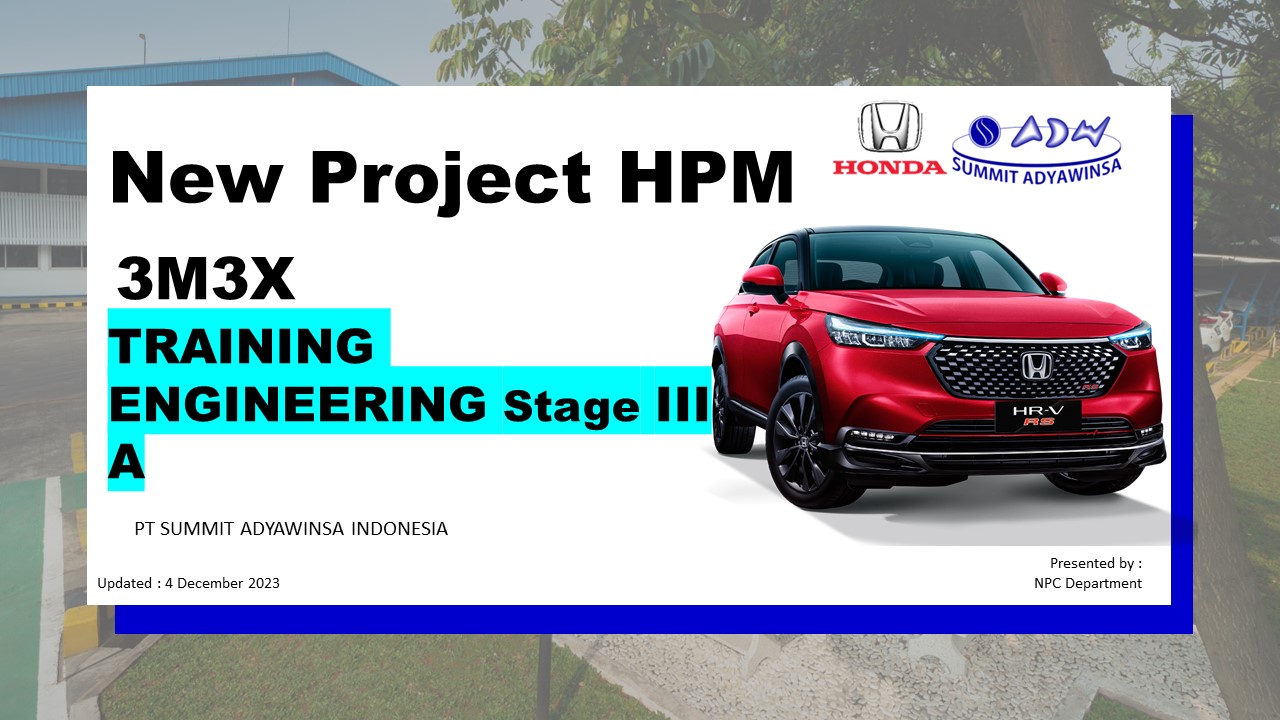 New Project HPM
HONDA
ADW
SUMMIT ADYAWINSA
3M3X
TRAINING
ENGINEERING Stage III
A
HR-V
RS
RS
PT SUMMIT ADYAWINSA INDONESIA
Updated : 4 December 2023
Presented by :
NPC Department